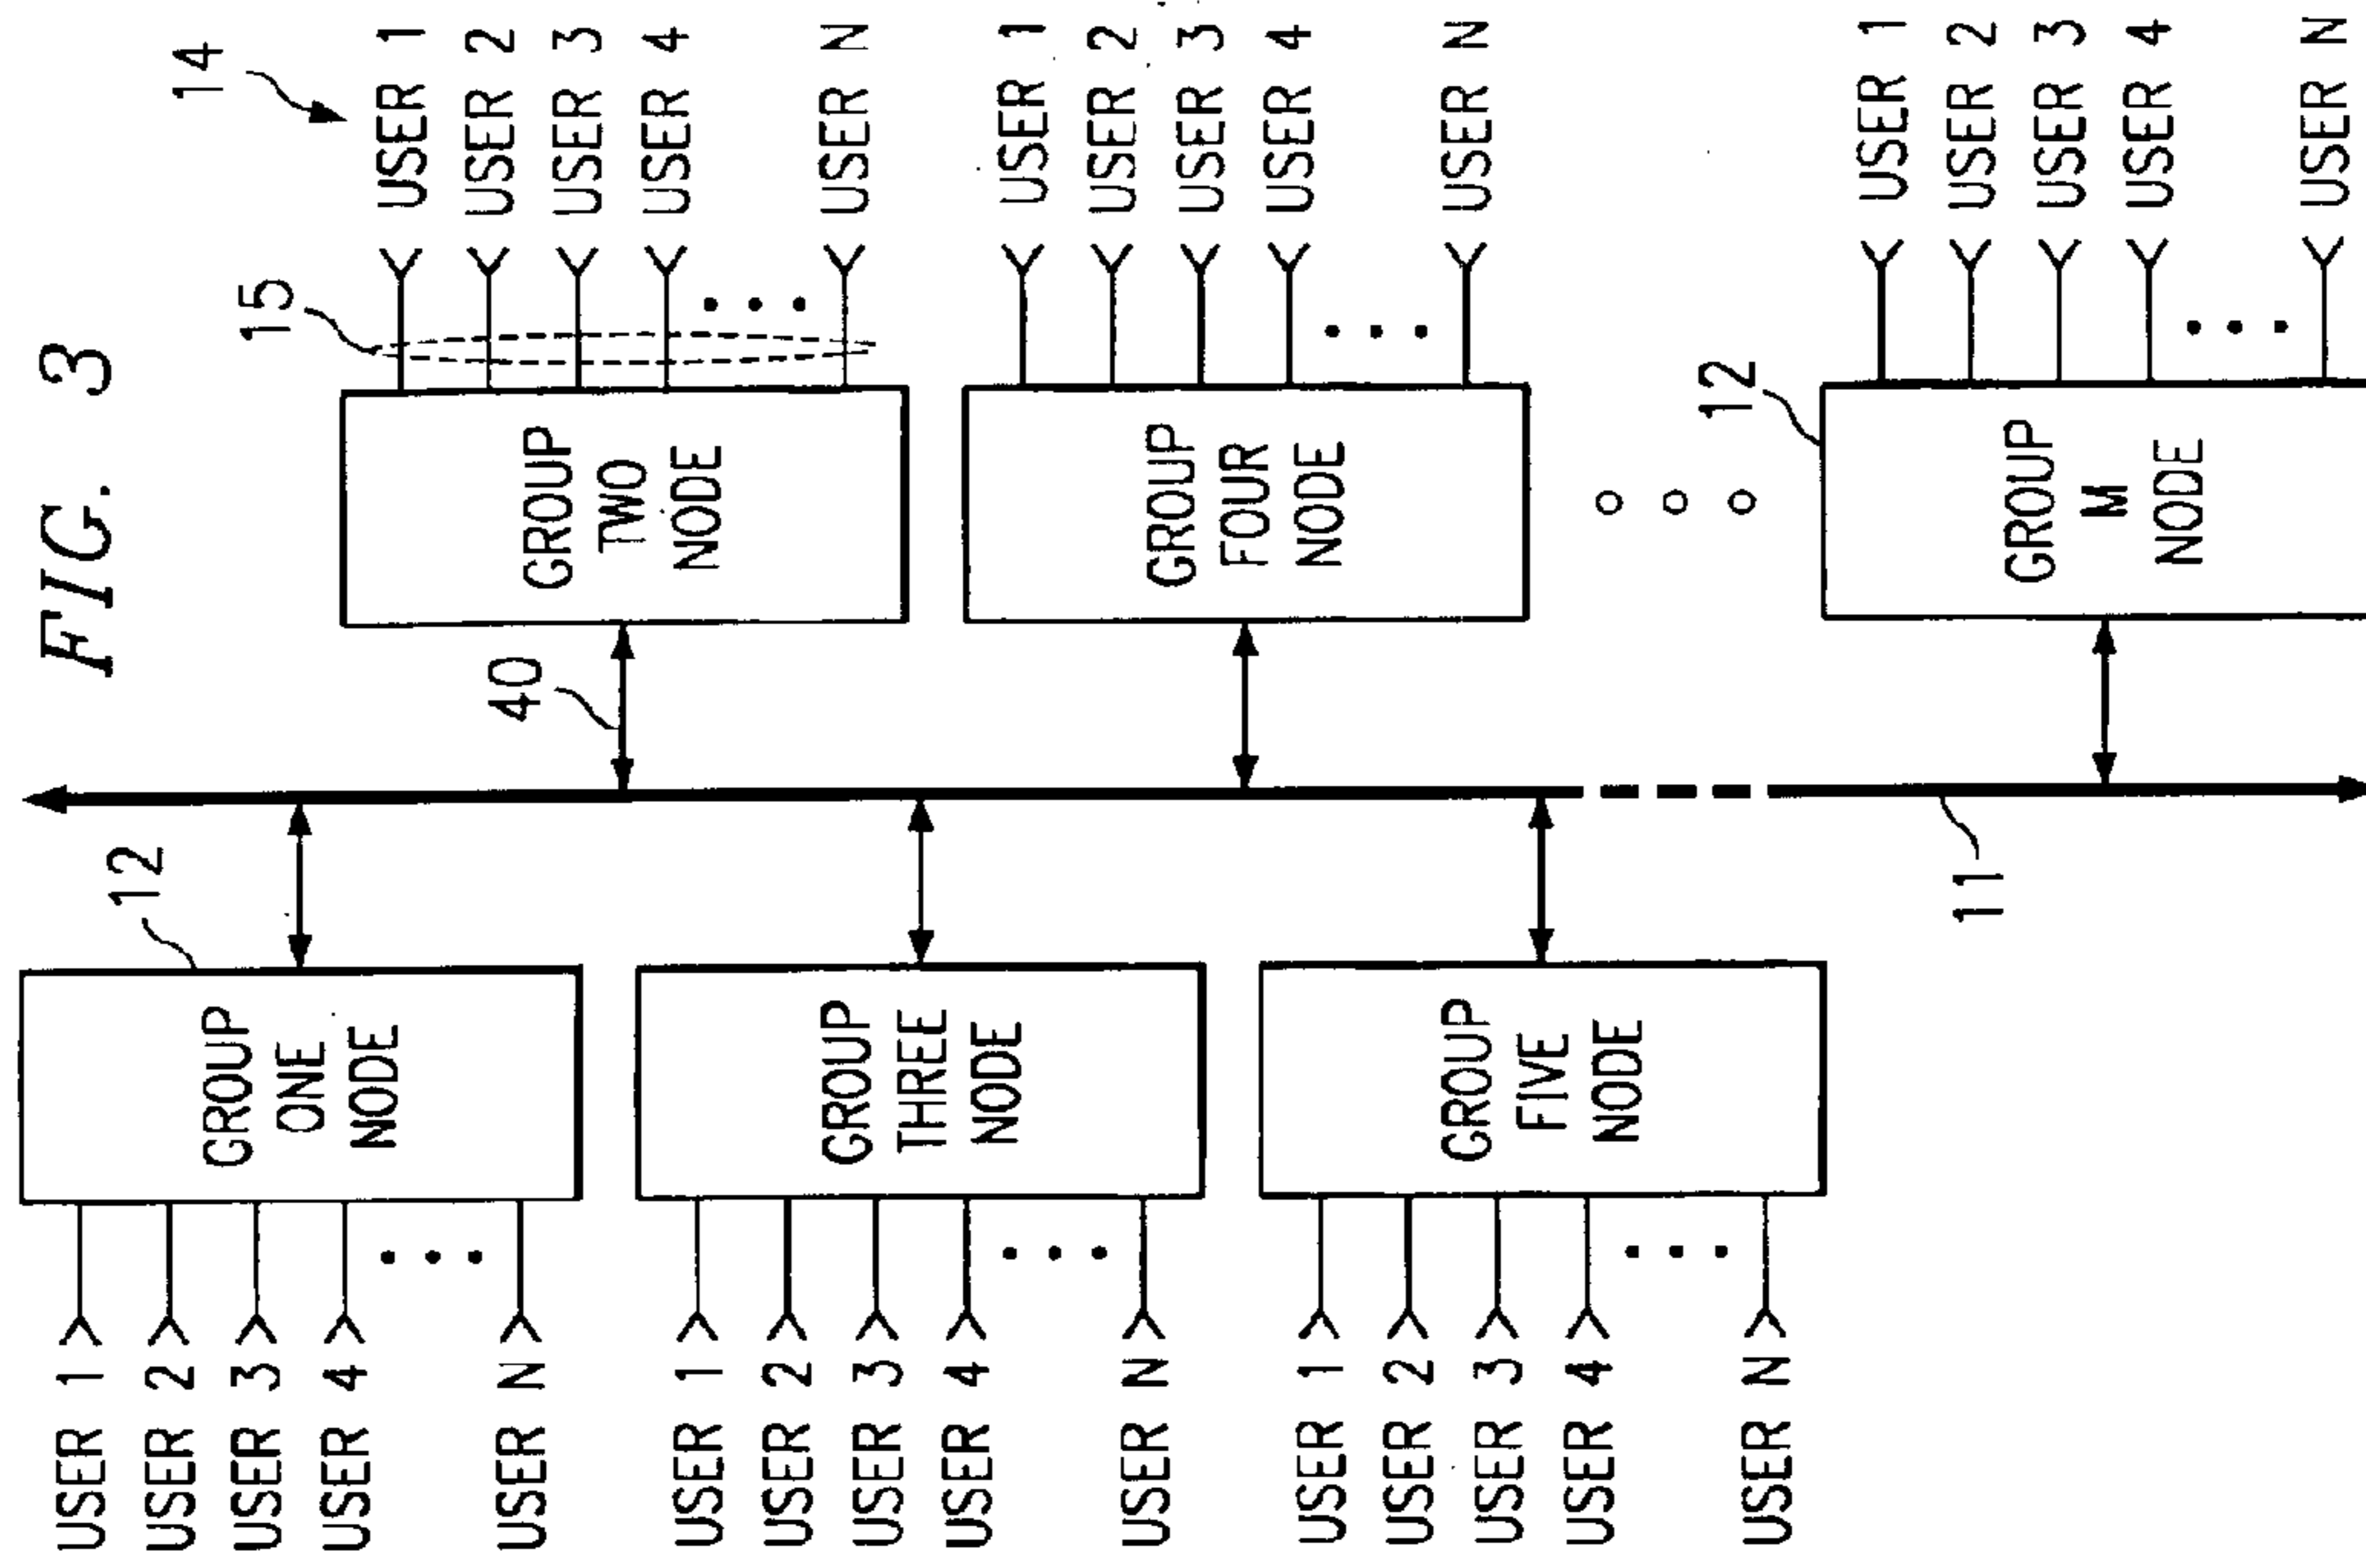 FIG. 3
12
GROUP
ONE
NODE
USER 1
USER 2
USER 3
USER 4
USER N
14
15
40
GROUP
TWO
NODE
USER 1
USER 2
USER 3
USER 4
USER N
GROUP
THREE
NODE
USER 1
USER 2
USER 3
USER 4
USER N
GROUP
FOUR
NODE
USER 1
USER 2
USER 3
USER 4
USER N
GROUP
FIVE
NODE
USER 1
USER 2
USER 3
USER 4
USER N
11
12
GROUP
M
NODE
USER 1
USER 2
USER 3
USER 4
USER N